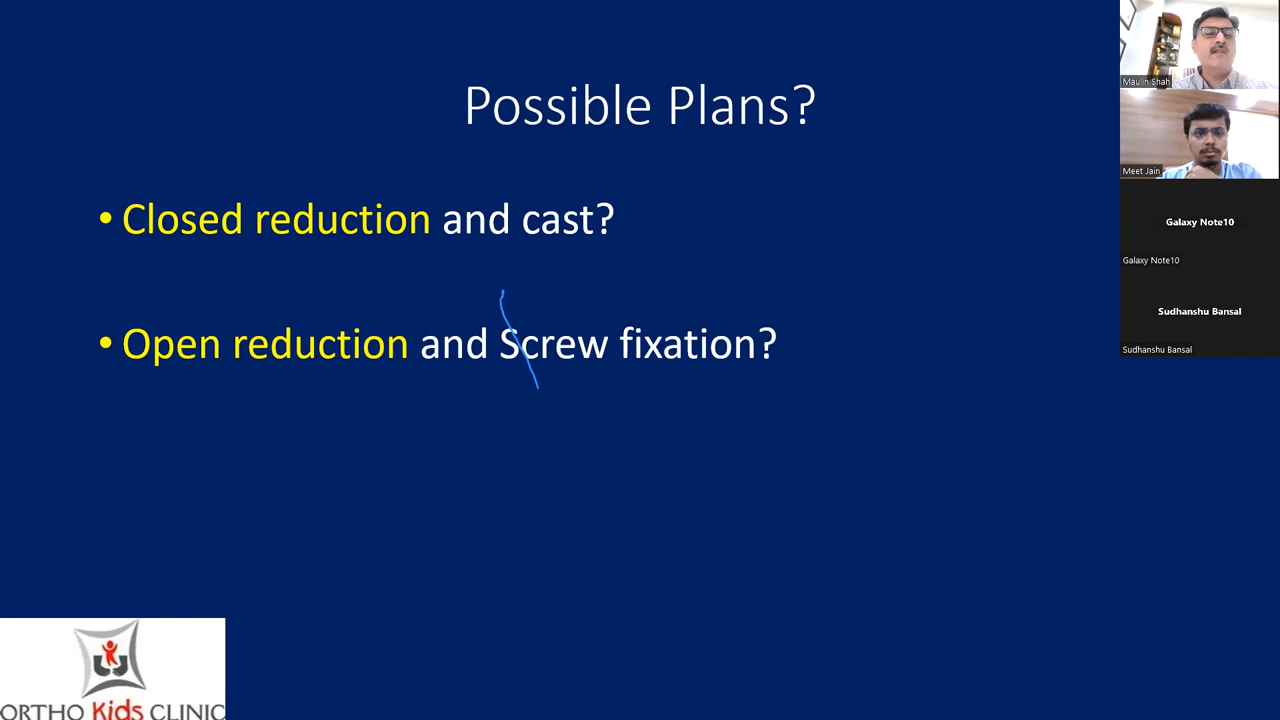 Possible Plans?
• Closed reduction and cast?
• Open reduction and Screw fixation?
Maulin Shah
Meet Jain
Galaxy Note10
Galaxy Note10
Sudhanshu Bansal
Sudhanshu Bansal
ORTHO Kids CLINIC